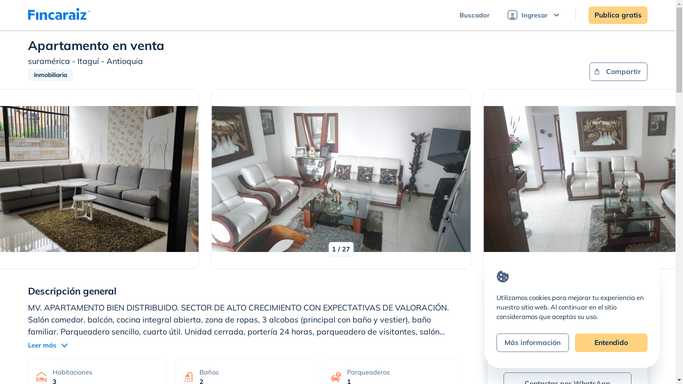 Fincaraiz
Buscador
Ingresar
Publica gratis
Apartamento en venta
suramérica - Itagüí - Antioquia
Inmobiliaria
Compartir
1 / 27
Descripción general
MV. APARTAMENTO BIEN DISTRIBUIDO. SECTOR DE ALTO CRECIMIENTO CON EXPECTATIVAS DE VALORACIÓN.
Salón comedor, balcón, cocina integral abierta, zona de ropas, 3 alcobas (principal con baño y vestier), baño
familiar. Parqueadero sencillo, cuarto útil. Unidad cerrada, portería 24 horas, parqueadero de visitantes, salón...
Leer más
Habitaciones
3
Baños
2
Parqueaderos
1
Utilizamos cookies para mejorar tu experiencia en
nuestro sitio web. Al continuar en el sitio
consideramos que aceptas su uso.
Más información
Entendido
Contactar por WhatsApp